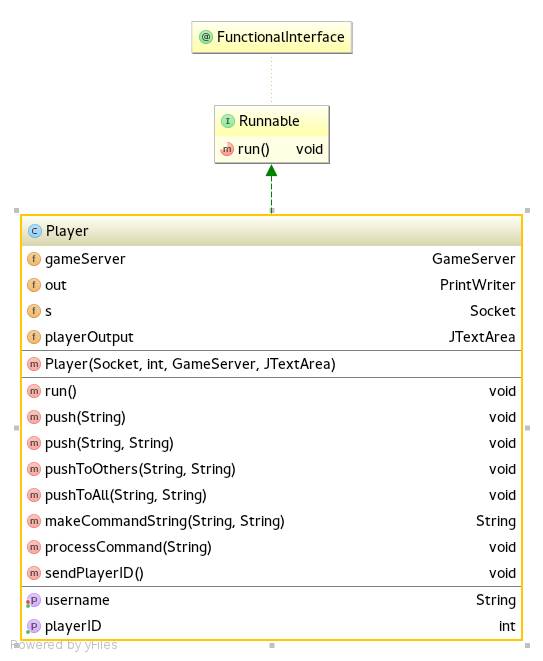 @ FunctionalInterface
I Runnable
m run() void
C Player
f gameServer GameServer
f out PrintWriter
f s Socket
f playerOutput JTextArea
m Player(Socket, int, GameServer, JTextArea)
m run() void
m push(String) void
m push(String, String) void
m pushToOthers(String, String) void
m pushToAll(String, String) void
m makeCommandString(String, String) String
m processCommand(String) void
m sendPlayerID() void
P username String
P playerID int
Powered by yFiles